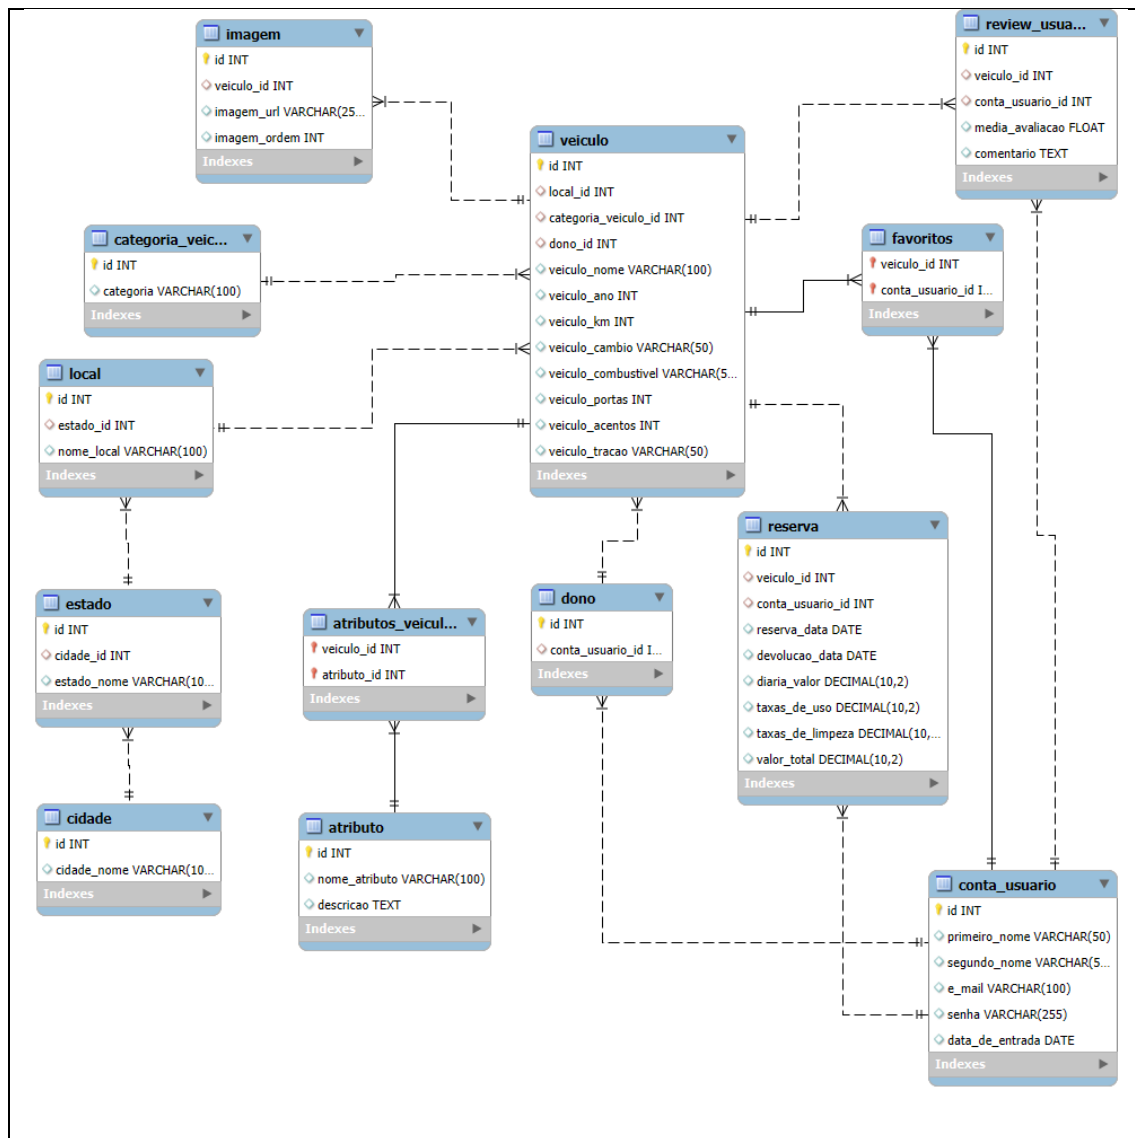 imagem
id INT
veiculo_id INT
imagem_url VARCHAR(25...
imagem_ordem INT
Indexes
review_usua...
id INT
veiculo_id INT
conta_usuario_id INT
media_avaliacao FLOAT
comentario TEXT
Indexes
veiculo
id INT
local_id INT
categoria_veiculo_id INT
dono_id INT
veiculo_nome VARCHAR(100)
veiculo_ano INT
veiculo_km INT
veiculo_cambio VARCHAR(50)
veiculo_combustivel VARCHAR(5...
veiculo_portas INT
veiculo_acentos INT
veiculo_tracao VARCHAR(50)
Indexes
categoria_veic...
id INT
categoria VARCHAR(100)
Indexes
favoritos
veiculo_id INT
conta_usuario_id I...
Indexes
local
id INT
estado_id INT
nome_local VARCHAR(100)
Indexes
reserva
id INT
veiculo_id INT
conta_usuario_id INT
reserva_data DATE
devolucao_data DATE
diaria_valor DECIMAL(10,2)
taxas_de_uso DECIMAL(10,2)
taxas_de_limpeza DECIMAL(10,...
valor_total DECIMAL(10,2)
Indexes
estado
id INT
cidade_id INT
estado_nome VARCHAR(10...
Indexes
atributos_veicul...
veiculo_id INT
atributo_id INT
Indexes
dono
id INT
conta_usuario_id I...
Indexes
cidade
id INT
cidade_nome VARCHAR(10...
Indexes
atributo
id INT
nome_atributo VARCHAR(100)
descricao TEXT
Indexes
conta_usuario
id INT
primeiro_nome VARCHAR(50)
segundo_nome VARCHAR(5...
e_mail VARCHAR(100)
senha VARCHAR(255)
data_de_entrada DATE
Indexes